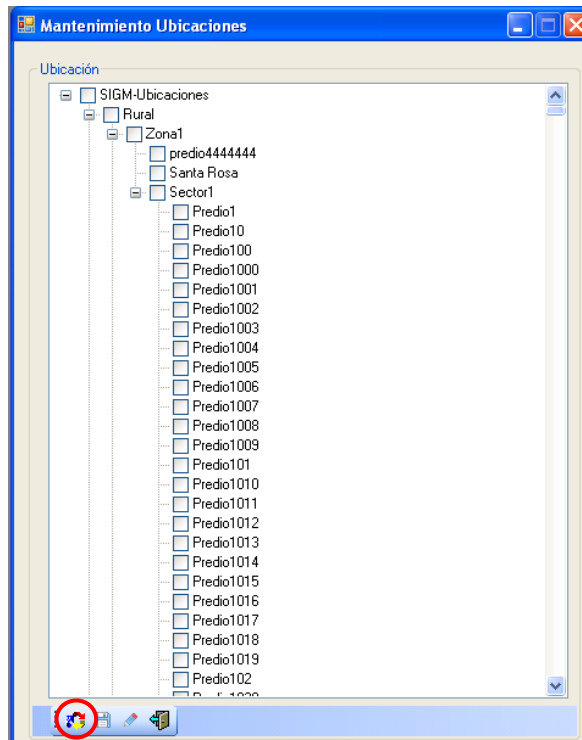 Mantenimiento Ubicaciones
Ubicación
SIGM-Ubicaciones
Rural
Zona1
predio4444444
Santa Rosa
Sector1
Predio1
Predio10
Predio100
Predio1000
Predio1001
Predio1002
Predio1003
Predio1004
Predio1005
Predio1006
Predio1007
Predio1008
Predio1009
Predio101
Predio1010
Predio1011
Predio1012
Predio1013
Predio1014
Predio1015
Predio1016
Predio1017
Predio1018
Predio1019
Predio102